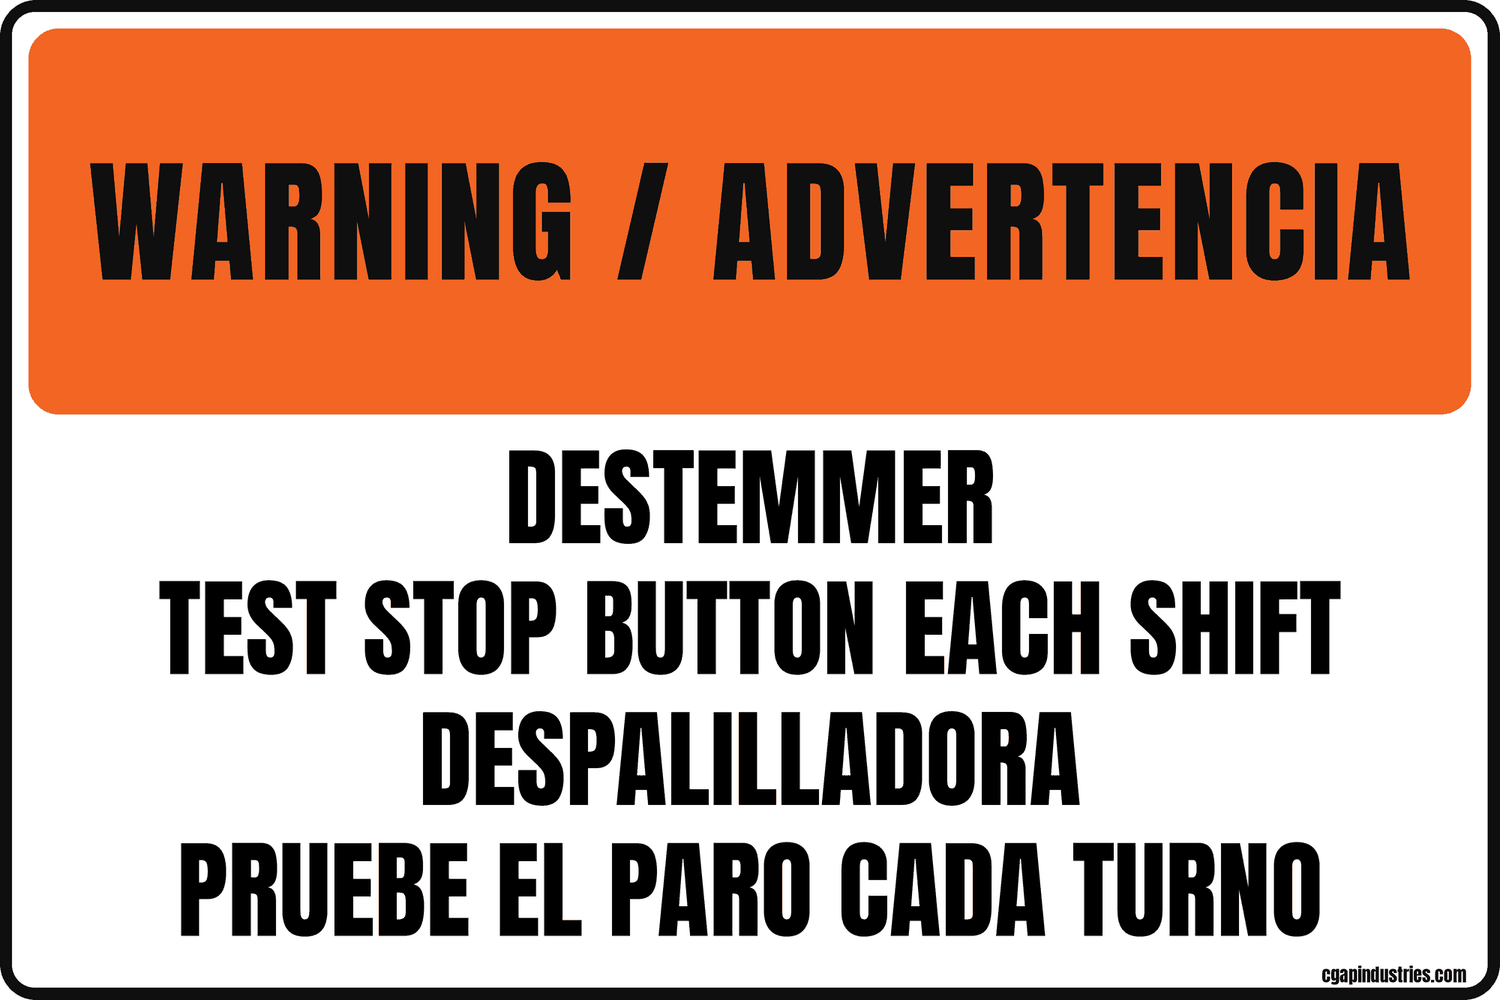 WARNING / ADVERTENCIA
DESTEMMER
TEST STOP BUTTON EACH SHIFT
DESPALILLADORA
PRUEBE EL PARO CADA TURNO
cgapindustries.com